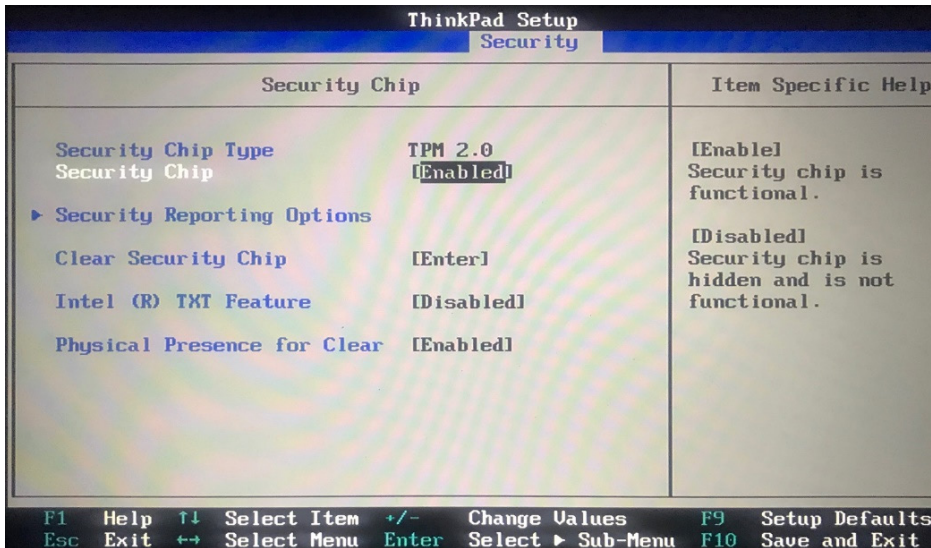 ThinkPad Setup
Security
Security Chip
Item Specific Help
Security Chip Type TPM 2.0
Security Chip [Enabled]
▶ Security Reporting Options
Clear Security Chip [Enter]
Intel (R) TXT Feature [Disabled]
Physical Presence for Clear [Enabled]
[Enable]
Security chip is
functional.
[Disabled]
Security chip is
hidden and is not
functional.
F1 Help ↑↓ Select Item +/- Change Values F9 Setup Defaults
Esc Exit ←→ Select Menu Enter Select ▶ Sub-Menu F10 Save and Exit